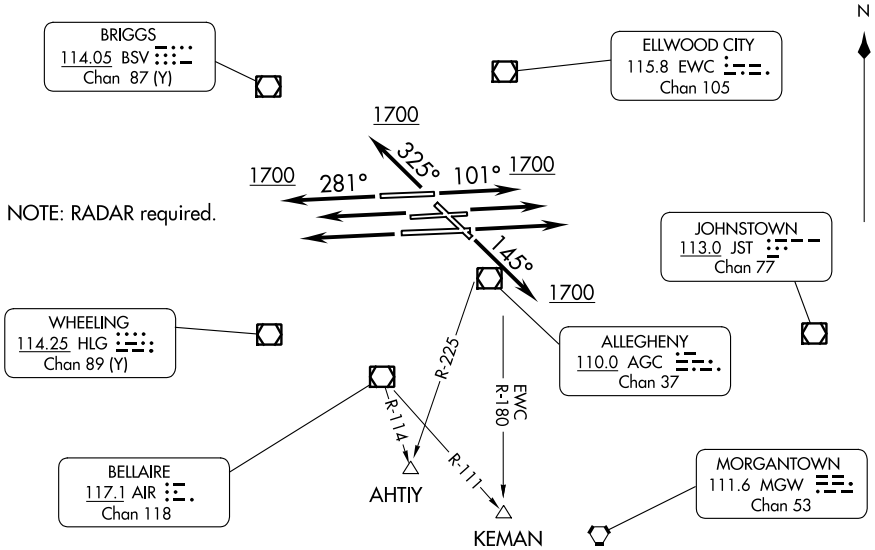 N
BRIGGS
114.05 BSV
Chan 87 (Y)
ELLWOOD CITY
115.8 EWC
Chan 105
1700
325°
1700
281°
101°
1700
NOTE: RADAR required.
145°
1700
JOHNSTOWN
113.0 JST
Chan 77
WHEELING
114.25 HLG
Chan 89 (Y)
ALLEGHENY
110.0 AGC
Chan 37
R-225
EWC
R-180
R-114
R-111
BELLAIRE
117.1 AIR
Chan 118
AHTIY
KEMAN
MORGANTOWN
111.6 MGW
Chan 53